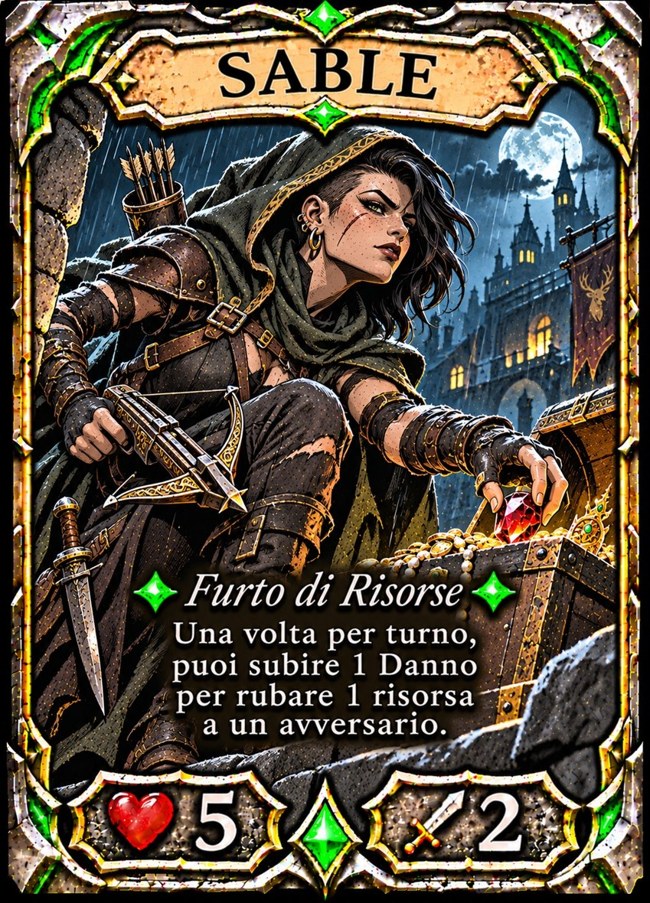 SABLE
Furto di Risorse
Una volta per turno,
puoi subire 1 Danno
per rubare 1 risorsa
a un avversario.
5
2